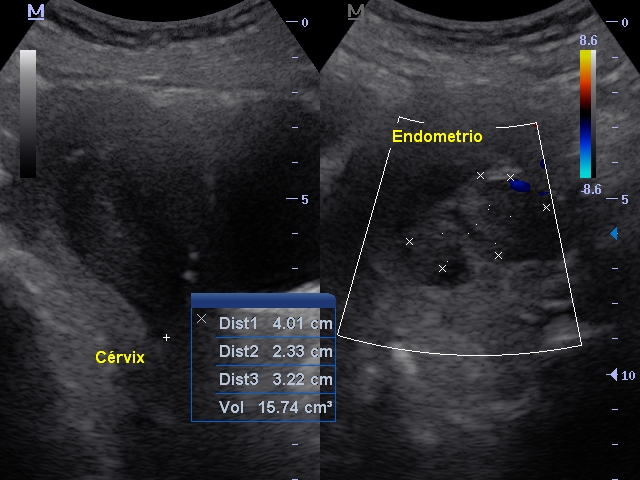 M
0
5
Cérvix
Dist1 4.01 cm
Dist2 2.33 cm
Dist3 3.22 cm
Vol 15.74 cm³
M
0
8.6
-8.6
Endometrio
5
10